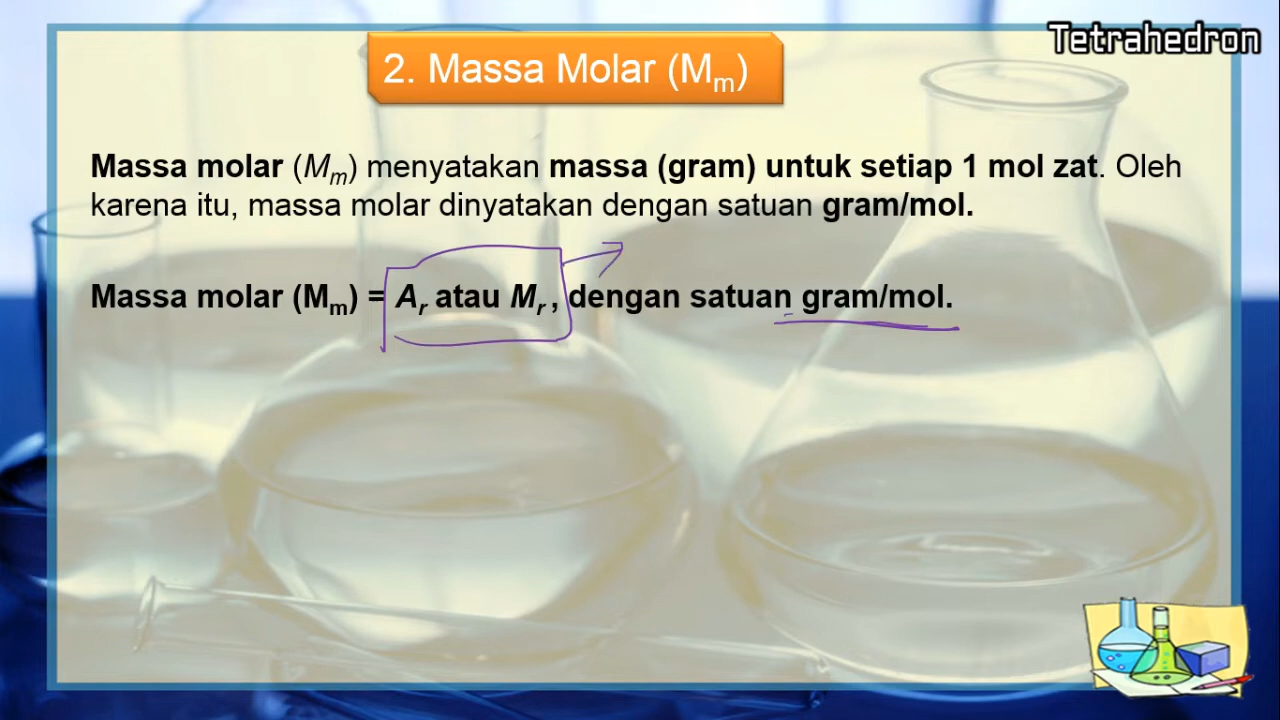 Tetrahedron
2. Massa Molar (Mm)
Massa molar (Mm) menyatakan massa (gram) untuk setiap 1 mol zat. Oleh
karena itu, massa molar dinyatakan dengan satuan gram/mol.
Massa molar (Mm) = Ar atau Mr , dengan satuan gram/mol.